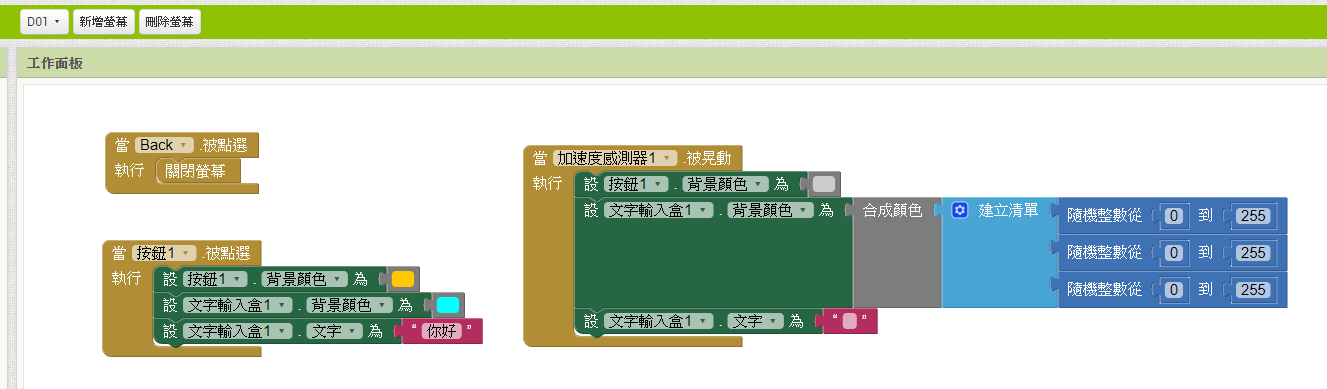 D01 新增螢幕 刪除螢幕
工作面板
當 Back .被點選
執行 關閉螢幕
當 按鈕1 .被點選
執行 設 按鈕1 . 背景顏色 為
設 文字輸入盒1 . 背景顏色 為
設 文字輸入盒1 . 文字 為 “ 你好 ”
當 加速度感測器1 .被晃動
執行 設 按鈕1 . 背景顏色 為
設 文字輸入盒1 . 背景顏色 為 合成顏色 建立清單 隨機整數從 0 到 255
隨機整數從 0 到 255
隨機整數從 0 到 255
設 文字輸入盒1 . 文字 為 “ ”